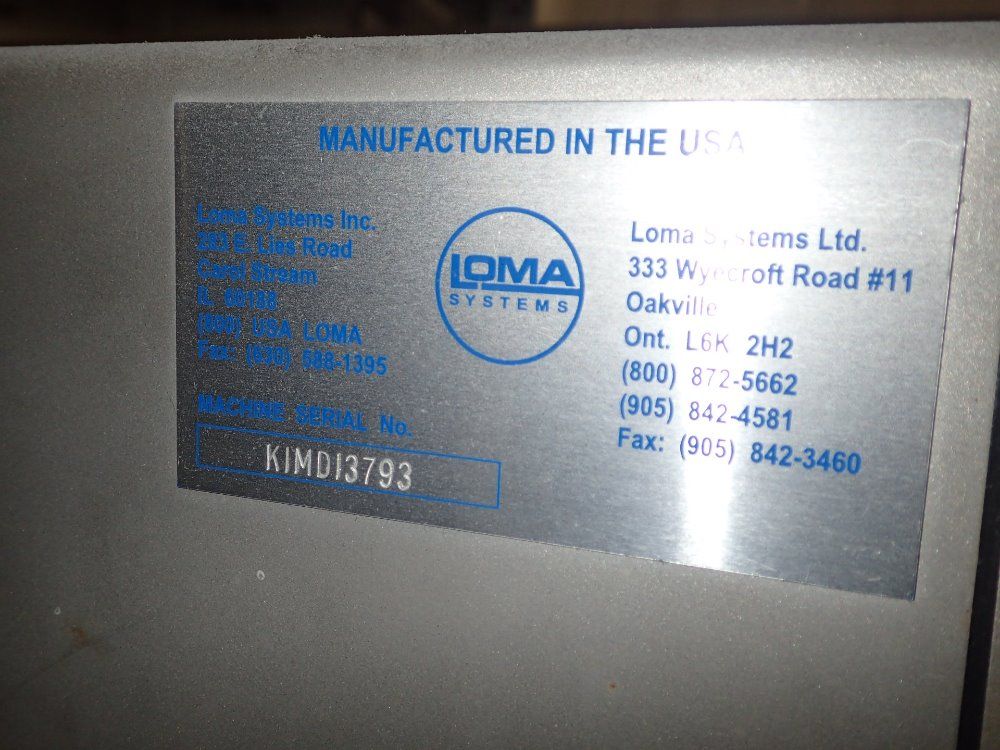 MANUFACTURED IN THE USA
Loma Systems Inc.
283 E. Lies Road
Carol Stream
IL 60188
(800) USA LOMA
Fax: (630) 588-1395
MACHINE SERIAL No.
KIMDI3793
LOMA
SYSTEMS
Loma Systems Ltd.
333 Wyecroft Road #11
Oakville
Ont. L6K 2H2
(800) 872-5662
(905) 842-4581
Fax: (905) 842-3460